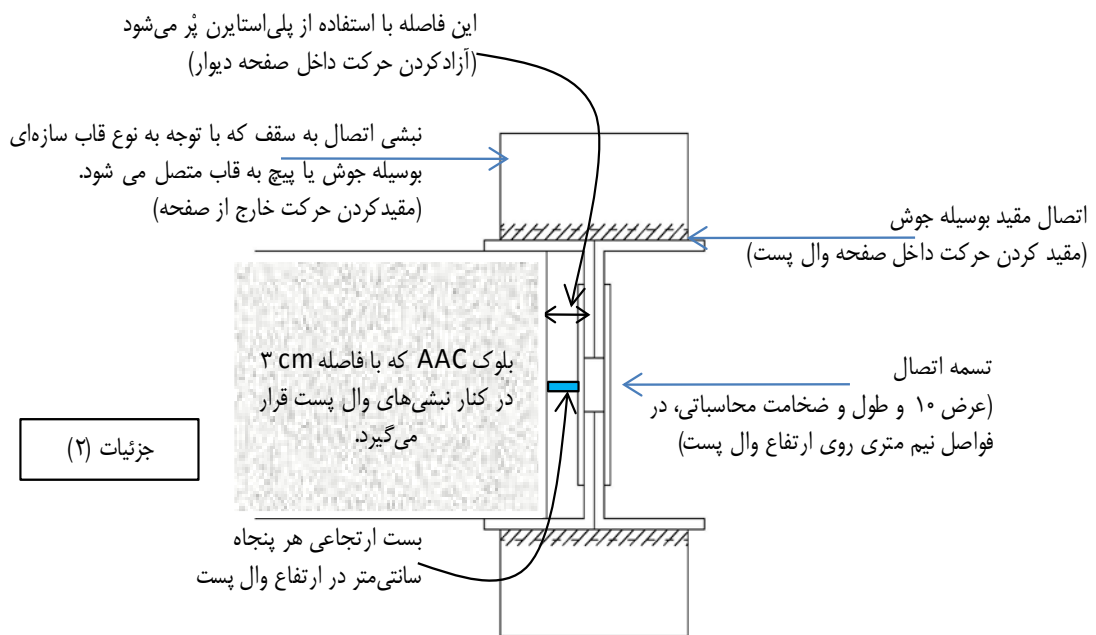 این فاصله با استفاده از پلی‌استایرن پُر می‌شود
(آزادکردن حرکت داخل صفحه دیوار)
نبشی اتصال به سقف که با توجه به نوع قاب سازه‌ای
بوسیله جوش یا پیچ به قاب متصل می شود.
(مقیدکردن حرکت خارج از صفحه)
اتصال مقید بوسیله جوش
(مقید کردن حرکت داخل صفحه وال پست)
بلوک AAC که با فاصله ۳ cm
در کنار نبشی‌های وال پست قرار
می‌گیرد.
تسمه اتصال
(عرض ۱۰ و طول و ضخامت محاسباتی، در
فواصل نیم متری روی ارتفاع وال پست)
جزئیات (۲)
بست ارتجاعی هر پنجاه
سانتی‌متر در ارتفاع وال پست